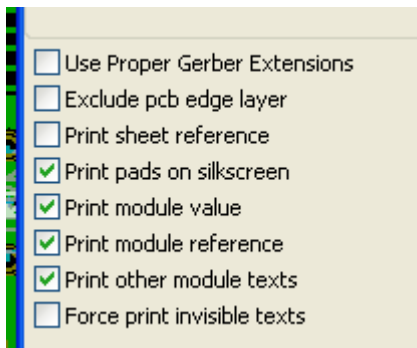 Use Proper Gerber Extensions
Exclude pcb edge layer
Print sheet reference
Print pads on silkscreen
Print module value
Print module reference
Print other module texts
Force print invisible texts